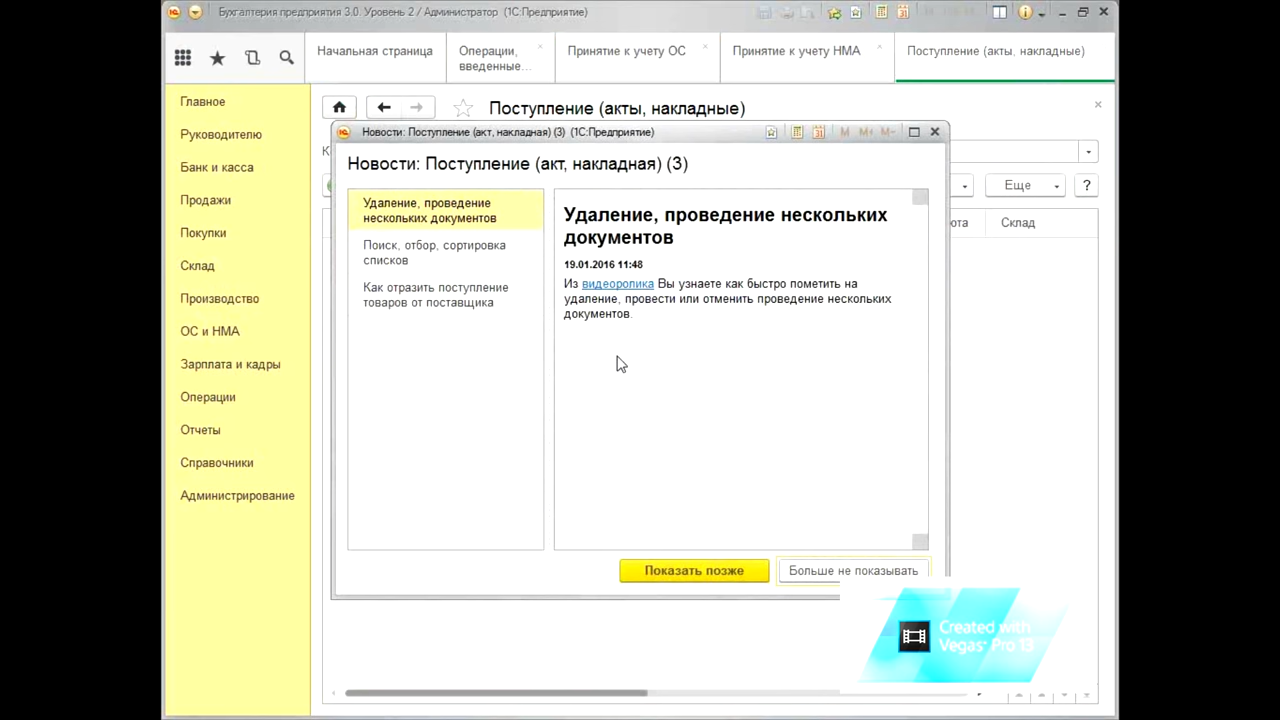 Бухгалтерия предприятия 3.0. Уровень 2 / Администратор (1С:Предприятие)
Начальная страница
Операции,
введенные...
Принятие к учету ОС
Принятие к учету НМА
Поступление (акты, накладные)
Главное
Руководителю
Банк и касса
Продажи
Покупки
Склад
Производство
ОС и НМА
Зарплата и кадры
Операции
Отчеты
Справочники
Администрирование
Поступление (акты, накладные)
Еще
?
Склад
Новости: Поступление (акт, накладная) (3) (1С:Предприятие)
M M+ M-
Новости: Поступление (акт, накладная) (3)
Удаление, проведение
нескольких документов
Поиск, отбор, сортировка
списков
Как отразить поступление
товаров от поставщика
Удаление, проведение нескольких
документов
19.01.2016 11:48
Из видеоролика Вы узнаете как быстро пометить на
удаление, провести или отменить проведение нескольких
документов.
Показать позже
Больше не показывать
Created with
Vegas Pro 13